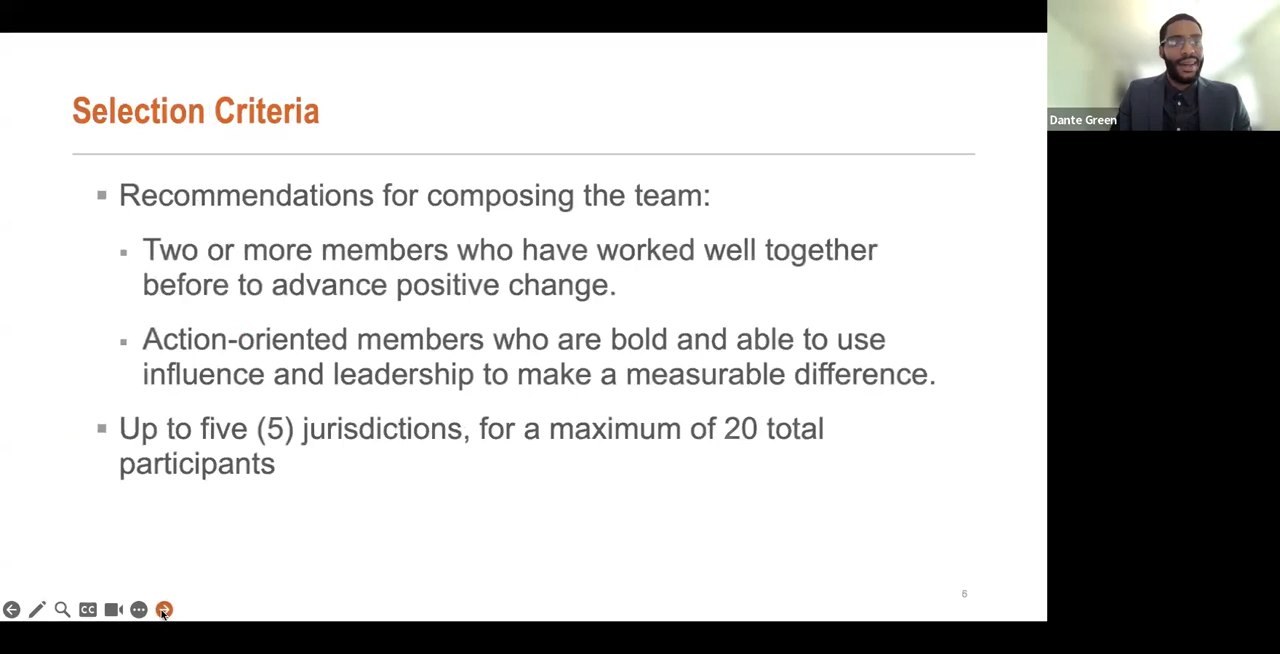 Selection Criteria
Recommendations for composing the team:
Two or more members who have worked well together
before to advance positive change.
Action-oriented members who are bold and able to use
influence and leadership to make a measurable difference.
Up to five (5) jurisdictions, for a maximum of 20 total
participants
6
CC
Dante Green